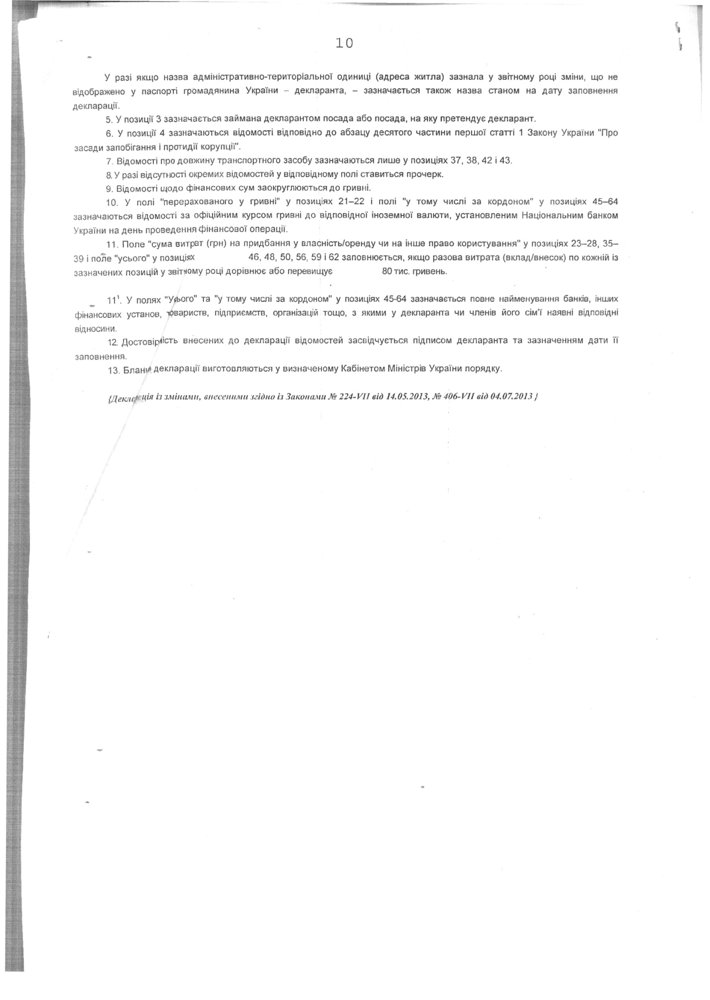 10
У разі якщо назва адміністративно-територіальної одиниці (адреса житла) зазнала у звітному році зміни, що не
відображено у паспорті громадянина України – декларанта, – зазначається також назва станом на дату заповнення
декларації.
5. У позиції 3 зазначається займана декларантом посада або посада, на яку претендує декларант.
6. У позиції 4 зазначаються відомості відповідно до абзацу десятого частини першої статті 1 Закону України "Про
засади запобігання і протидії корупції".
7. Відомості про довжину транспортного засобу зазначаються лише у позиціях 37, 38, 42 і 43.
8. У разі відсутності окремих відомостей у відповідному полі ставиться прочерк.
9. Відомості щодо фінансових сум заокруглюються до гривні.
10. У полі "перерахованого у гривні" у позиціях 21–22 і полі "у тому числі за кордоном" у позиціях 45–64
зазначаються відомості за офіційним курсом гривні до відповідної іноземної валюти, установленим Національним банком
України на день проведення фінансової операції.
11. Поле "сума витрат (грн) на придбання у власність/оренду чи на інше право користування" у позиціях 23–28, 35–
39 і поле "усього" у позиціях 46, 48, 50, 56, 59 і 62 заповнюється, якщо разова витрата (вклад/внесок) по кожній із
зазначених позицій у звітному році дорівнює або перевищує 80 тис. гривень.
11¹. У полях "Усього" та "у тому числі за кордоном" у позиціях 45-64 зазначається повне найменування банків, інших
фінансових установ, товариств, підприємств, організацій тощо, з якими у декларанта чи членів його сім'ї наявні відповідні
відносини.
12. Достовірність внесених до декларації відомостей засвідчується підписом декларанта та зазначенням дати її
заповнення.
13. Бланки декларації виготовляються у визначеному Кабінетом Міністрів України порядку.
{Декларація із змінами, внесеними згідно із Законами № 224-VII від 14.05.2013, № 406-VII від 04.07.2013 }